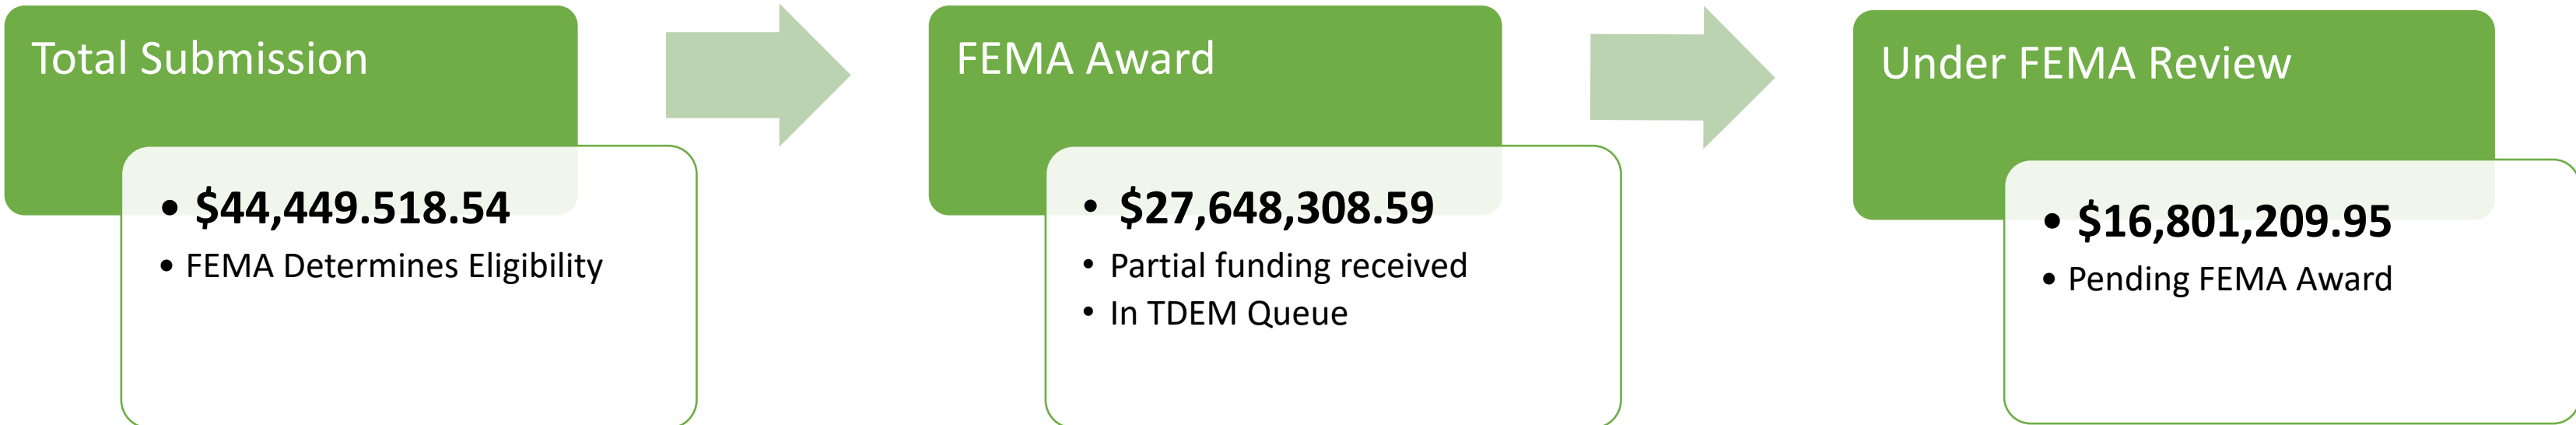 Total Submission
• $44,449.518.54
• FEMA Determines Eligibility
FEMA Award
• $27,648,308.59
• Partial funding received
• In TDEM Queue
Under FEMA Review
• $16,801,209.95
• Pending FEMA Award